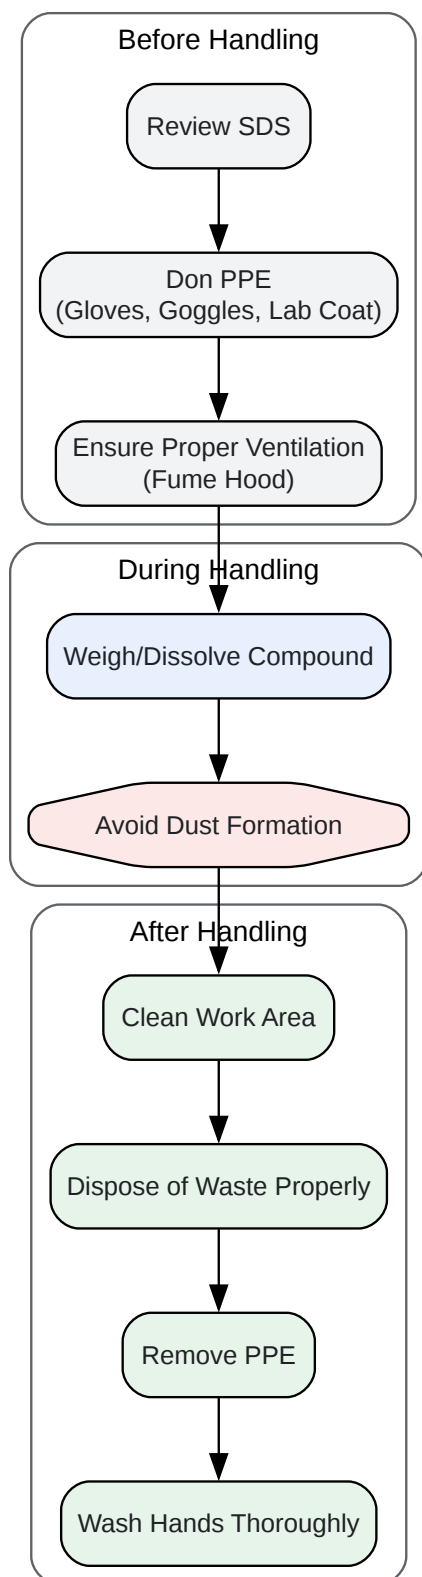 Before Handling
Review SDS
Don PPE
(Gloves, Goggles, Lab Coat)
Ensure Proper Ventilation
(Fume Hood)
During Handling
Weigh/Dissolve Compound
Avoid Dust Formation
After Handling
Clean Work Area
Dispose of Waste Properly
Remove PPE
Wash Hands Thoroughly